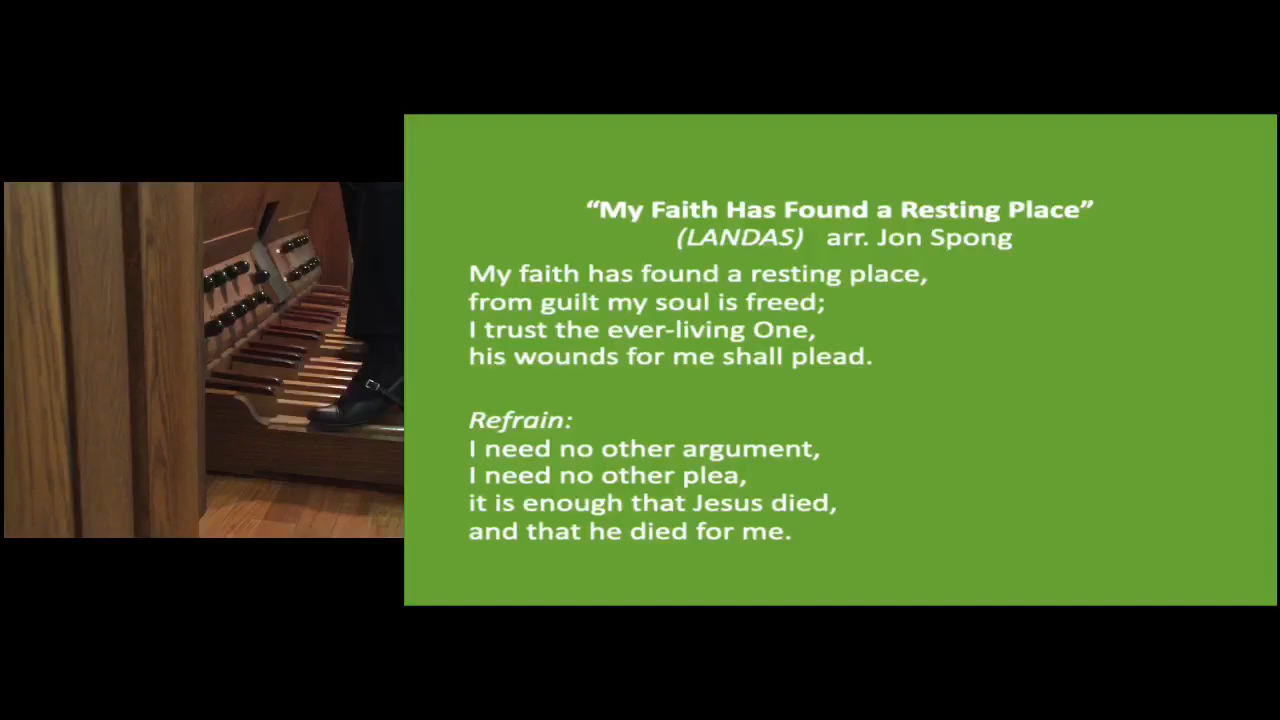 “My Faith Has Found a Resting Place”
(LANDAS) arr. Jon Spong
My faith has found a resting place,
from guilt my soul is freed;
I trust the ever-living One,
his wounds for me shall plead.
Refrain:
I need no other argument,
I need no other plea,
it is enough that Jesus died,
and that he died for me.